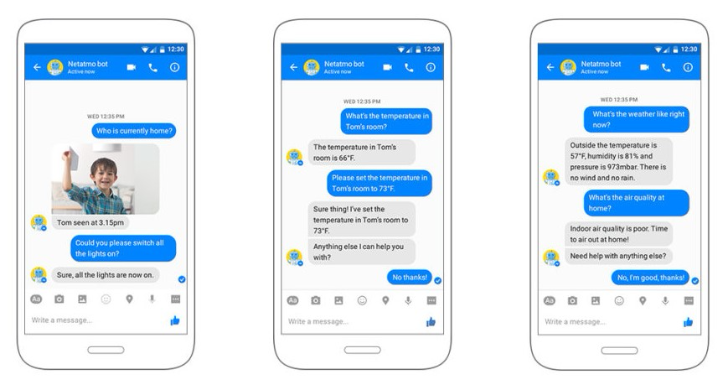 12:30
Netatmo bot
Active now
WED 12:35 PM
Who is currently home?
Tom seen at 3.15pm
Could you please switch all
the lights on?
Sure, all the lights are now on.
Aa
Write a message...
12:30
Netatmo bot
Active now
WED 12:35 PM
What's the temperature in
Tom's room?
The temperature in Tom's
room is 66°F.
Please set the temperature in
Tom's room to 73°F.
Sure thing! I've set the
temperature in Tom's room to
73°F.
Anything else I can help you
with?
No thanks!
Aa
Write a message...
12:30
Netatmo bot
Active now
WED 12:35 PM
What's the weather like right
now?
Outside the temperature is
57°F, humidity is 81% and
pressure is 973mbar. There is
no wind and no rain.
What's the air quality at
home?
Indoor air quality is poor. Time
to air out at home!
Need help with anything else?
No, I'm good, thanks!
Aa
Write a message...